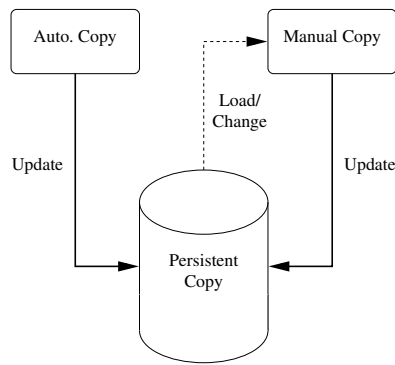 Auto. Copy
Manual Copy
Load/
Change
Update
Update
Persistent
Copy